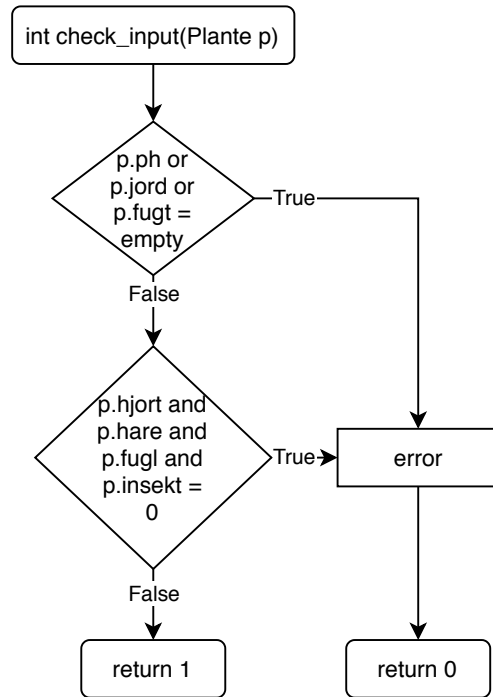 int check_input(Plante p)
p.ph or
p.jord or
p.fugt =
empty
True
False
p.hjort and
p.hare and
p.fugl and
p.insekt =
0
True
error
False
return 1
return 0